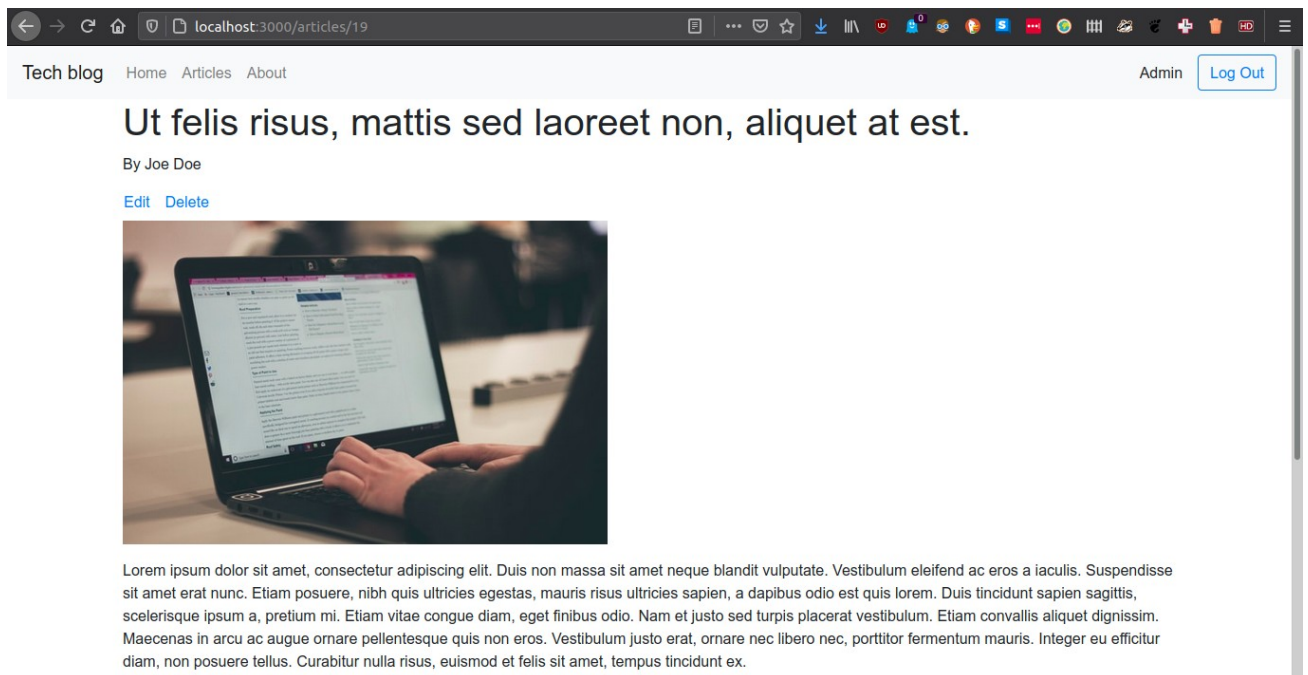 localhost:3000/articles/19
Tech blog Home Articles About Admin Log Out
Ut felis risus, mattis sed laoreet non, aliquet at est.
By Joe Doe
Edit Delete
Lorem ipsum dolor sit amet, consectetur adipiscing elit. Duis non massa sit amet neque blandit vulputate. Vestibulum eleifend ac eros a iaculis. Suspendisse
sit amet erat nunc. Etiam posuere, nibh quis ultricies egestas, mauris risus ultricies sapien, a dapibus odio est quis lorem. Duis tincidunt sapien sagittis,
scelerisque ipsum a, pretium mi. Etiam vitae congue diam, eget finibus odio. Nam et justo sed turpis placerat vestibulum. Etiam convallis aliquet dignissim.
Maecenas in arcu ac augue ornare pellentesque quis non eros. Vestibulum justo erat, ornare nec libero nec, porttitor fermentum mauris. Integer eu efficitur
diam, non posuere tellus. Curabitur nulla risus, euismod et felis sit amet, tempus tincidunt ex.